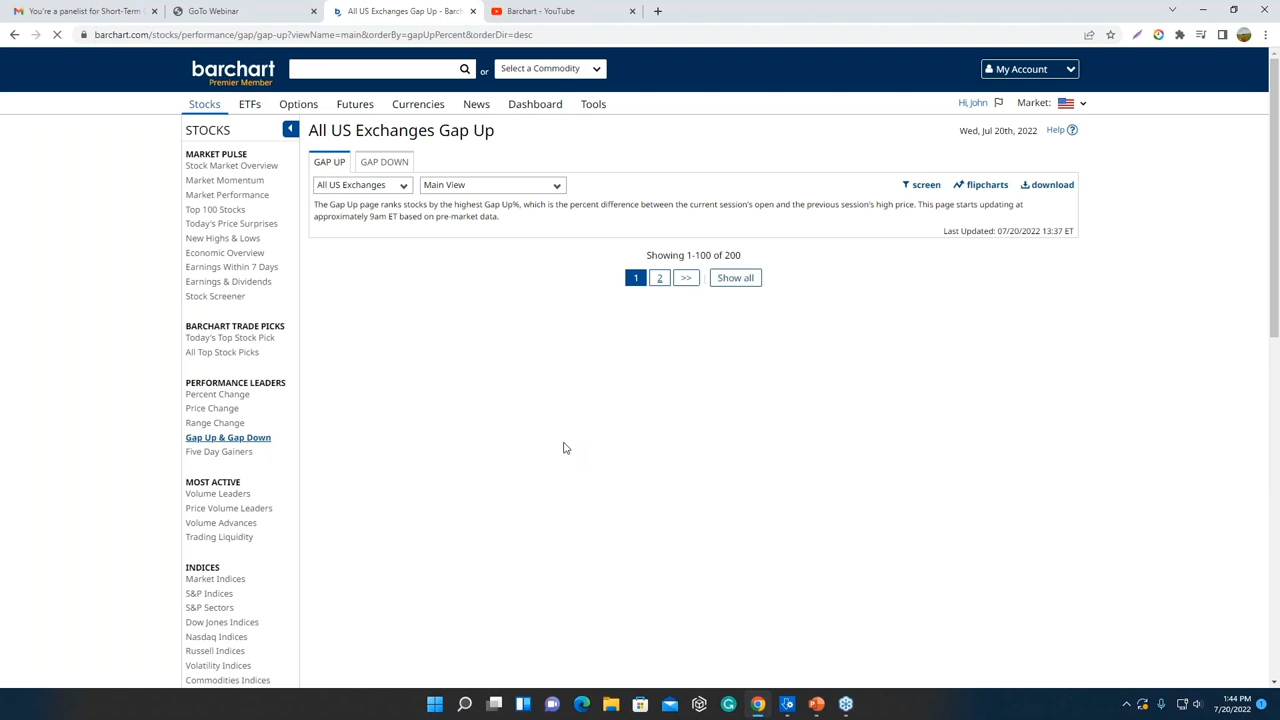 You're a panelist for Short-Term
GoTo Webinar
All US Exchanges Gap Up - Barch
Barchart - YouTube
barchart.com/stocks/performance/gap/gap-up?viewName=main&orderBy=gapUpPercent&orderDir=desc
barchart
Premier Member
or
Select a Commodity
My Account
Stocks
ETFs
Options
Futures
Currencies
News
Dashboard
Tools
Hi, John
Market:
STOCKS
All US Exchanges Gap Up
Wed, Jul 20th, 2022
Help
MARKET PULSE
Stock Market Overview
Market Momentum
Market Performance
Top 100 Stocks
Today's Price Surprises
New Highs & Lows
Economic Overview
Earnings Within 7 Days
Earnings & Dividends
Stock Screener
BARCHART TRADE PICKS
Today's Top Stock Pick
All Top Stock Picks
PERFORMANCE LEADERS
Percent Change
Price Change
Range Change
Gap Up & Gap Down
Five Day Gainers
MOST ACTIVE
Volume Leaders
Price Volume Leaders
Volume Advances
Trading Liquidity
INDICES
Market Indices
S&P Indices
S&P Sectors
Dow Jones Indices
Nasdaq Indices
Russell Indices
Volatility Indices
Commodities Indices
GAP UP
GAP DOWN
All US Exchanges
Main View
screen
flipcharts
download
The Gap Up page ranks stocks by the highest Gap Up%, which is the percent difference between the current session's open and the previous session's high price. This page starts updating at
approximately 9am ET based on pre-market data.
Last Updated: 07/20/2022 13:37 ET
Showing 1-100 of 200
1
2
>>
Show all
1:44 PM
7/20/2022